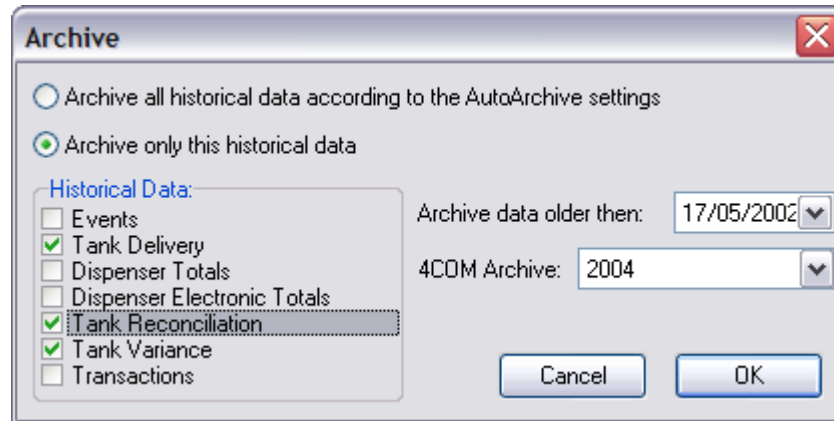 Archive
Archive all historical data according to the AutoArchive settings
Archive only this historical data
Historical Data:
Events
Tank Delivery
Dispenser Totals
Dispenser Electronic Totals
Tank Reconciliation
Tank Variance
Transactions
Archive data older then: 17/05/2002
4COM Archive: 2004
Cancel OK